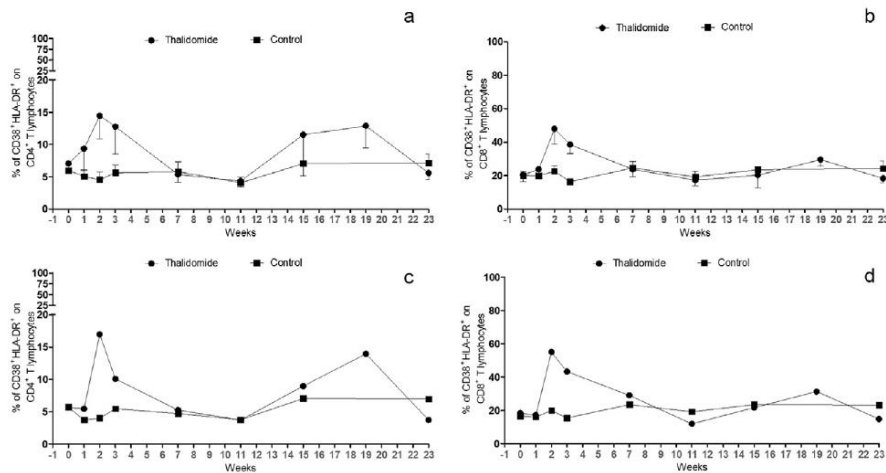 a
Thalidomide Control
100
75
50
25
20
15
10
5
0
% of CD38+HLA-DR+ on
CD4+ T lymphocytes
-1 0 1 2 3 4 5 6 7 8 9 10 11 12 13 14 15 16 17 18 19 20 21 22 23
Weeks
b
Thalidomide Control
100
80
60
40
20
0
% of CD38+HLA-DR+ on
CD8+ T lymphocytes
-1 0 1 2 3 4 5 6 7 8 9 10 11 12 13 14 15 16 17 18 19 20 21 22 23
Weeks
c
Thalidomide Control
100
75
50
25
20
15
10
5
0
% of CD38+HLA-DR+ on
CD4+ T lymphocytes
-1 0 1 2 3 4 5 6 7 8 9 10 11 12 13 14 15 16 17 18 19 20 21 22 23
Weeks
d
Thalidomide Control
100
80
60
40
20
0
% of CD38+HLA-DR+ on
CD8+ T lymphocytes
-1 0 1 2 3 4 5 6 7 8 9 10 11 12 13 14 15 16 17 18 19 20 21 22 23
Weeks